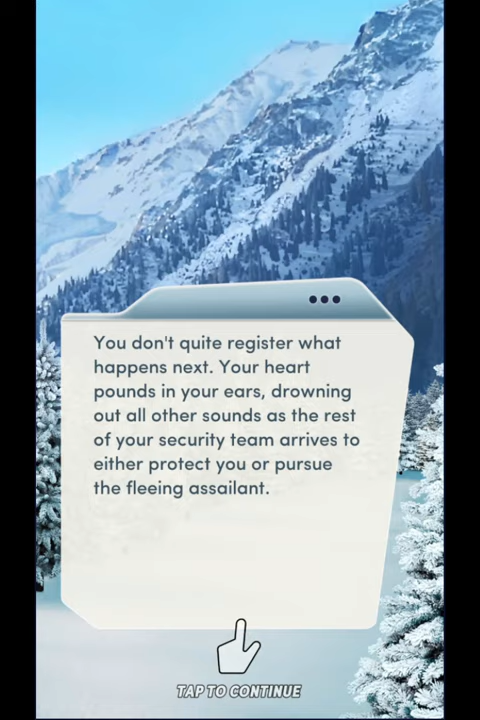 You don't quite register what
happens next. Your heart
pounds in your ears, drowning
out all other sounds as the rest
of your security team arrives to
either protect you or pursue
the fleeing assailant.
TAP TO CONTINUE